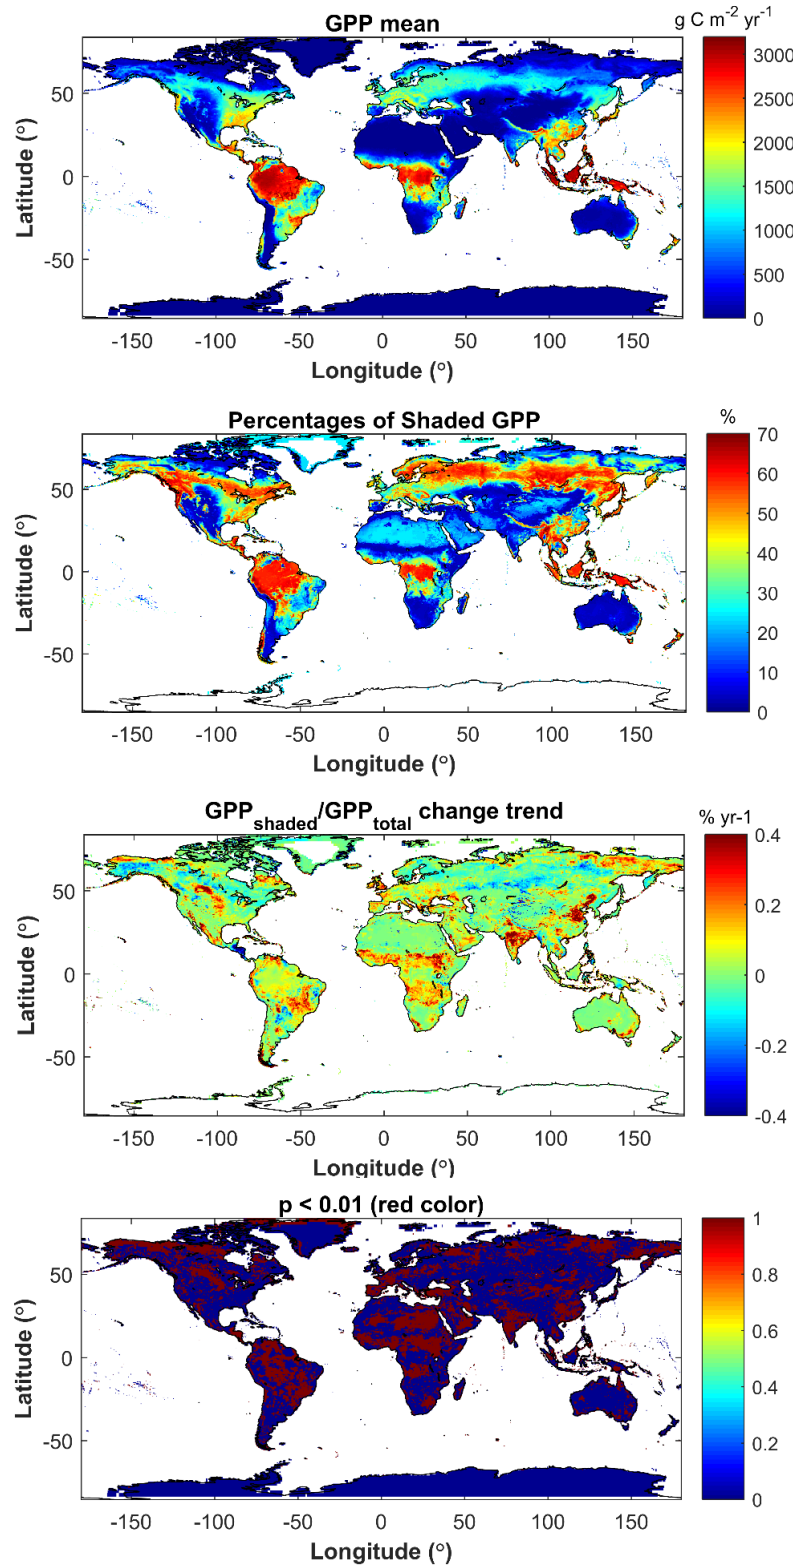 GPP mean
g C m-2 yr-1
3000
2500
2000
1500
1000
500
0
50
0
-50
Latitude (°)
-150 -100 -50 0 50 100 150
Longitude (°)
Percentages of Shaded GPP
%
70
60
50
40
30
20
10
0
50
0
-50
Latitude (°)
-150 -100 -50 0 50 100 150
Longitude (°)
GPPshaded/GPPtotal change trend
% yr-1
0.4
0.2
0
-0.2
-0.4
50
0
-50
Latitude (°)
-150 -100 -50 0 50 100 150
Longitude (°)
p < 0.01 (red color)
1
0.8
0.6
0.4
0.2
0
50
0
-50
Latitude (°)
-150 -100 -50 0 50 100 150
Longitude (°)